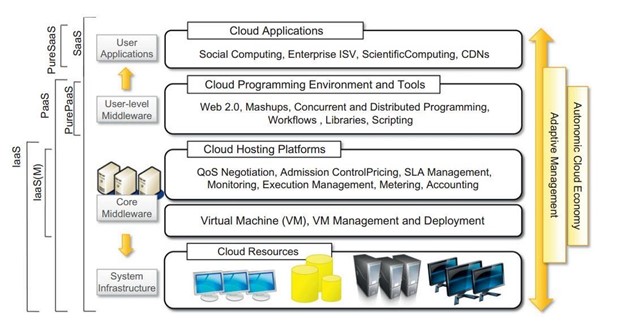 Cloud Applications
Social Computing, Enterprise ISV, ScientificComputing, CDNs
User
Applications
PureSaaS
SaaS
Cloud Programming Environment and Tools
Web 2.0, Mashups, Concurrent and Distributed Programming,
Workflows , Libraries, Scripting
User-level
Middleware
PaaS
PurePaaS
Cloud Hosting Platforms
QoS Negotiation, Admission ControlPricing, SLA Management,
Monitoring, Execution Management, Metering, Accounting
Core
Middleware
IaaS
IaaS(M)
Virtual Machine (VM), VM Management and Deployment
Cloud Resources
System
Infrastructure
Adaptive Management
Autonomic Cloud Economy